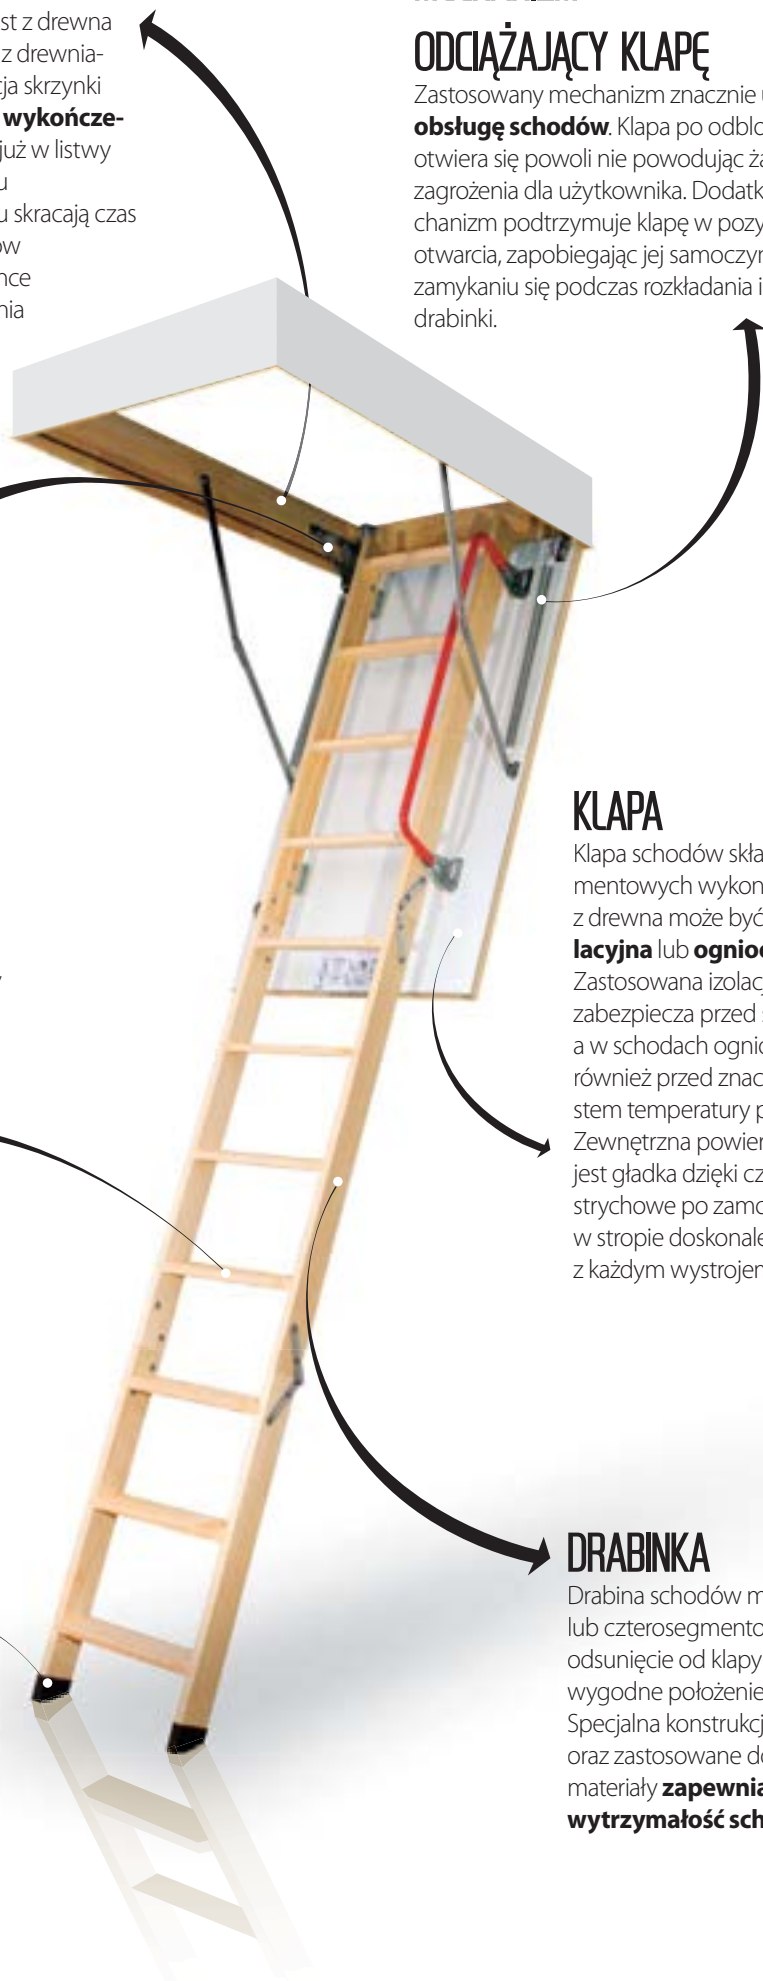 st z drewna
z drewnia-
cja skrzynki
wykończe-
już w listwy
u
u skracają czas
ów
nce
nia
ODCIĄŻAJĄCY KLAPĘ
Zastosowany mechanizm znacznie u
obsługę schodów. Klapa po odblo
otwiera się powoli nie powodując ża
zagrożenia dla użytkownika. Dodatk
chanizm podtrzymuje klapę w pozy
otwarcia, zapobiegając jej samoczyn
zamykaniu się podczas rozkładania i
drabinki.
KLAPA
Klapa schodów skła
mentowych wykon
z drewna może być
lacyjna lub ognioo
Zastosowana izolacj
zabezpiecza przed s
a w schodach ognio
również przed znac
stem temperatury p
Zewnętrzna powier
jest gładka dzięki cz
strychowe po zamo
w stropie doskonale
z każdym wystrojem
DRABINKA
Drabina schodów m
lub czterosegmento
odsunięcie od klapy
wygodne położenie
Specjalna konstrukcj
oraz zastosowane do
materiały zapewnia
wytrzymałość sch